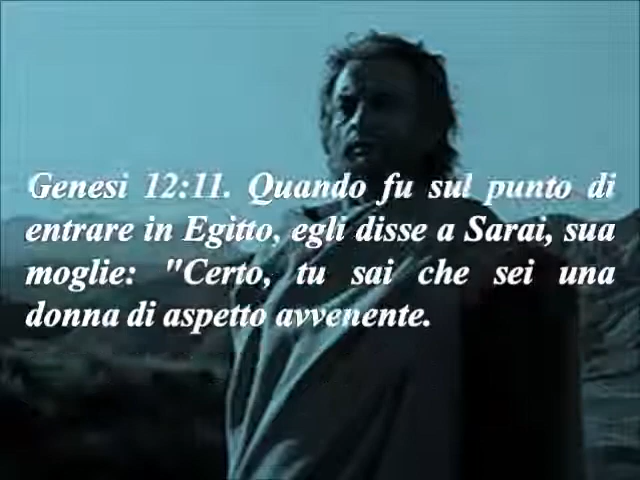 Genesi 12:11. Quando fu sul punto di
entrare in Egitto, egli disse a Sarai, sua
moglie: "Certo, tu sai che sei una
donna di aspetto avvenente.